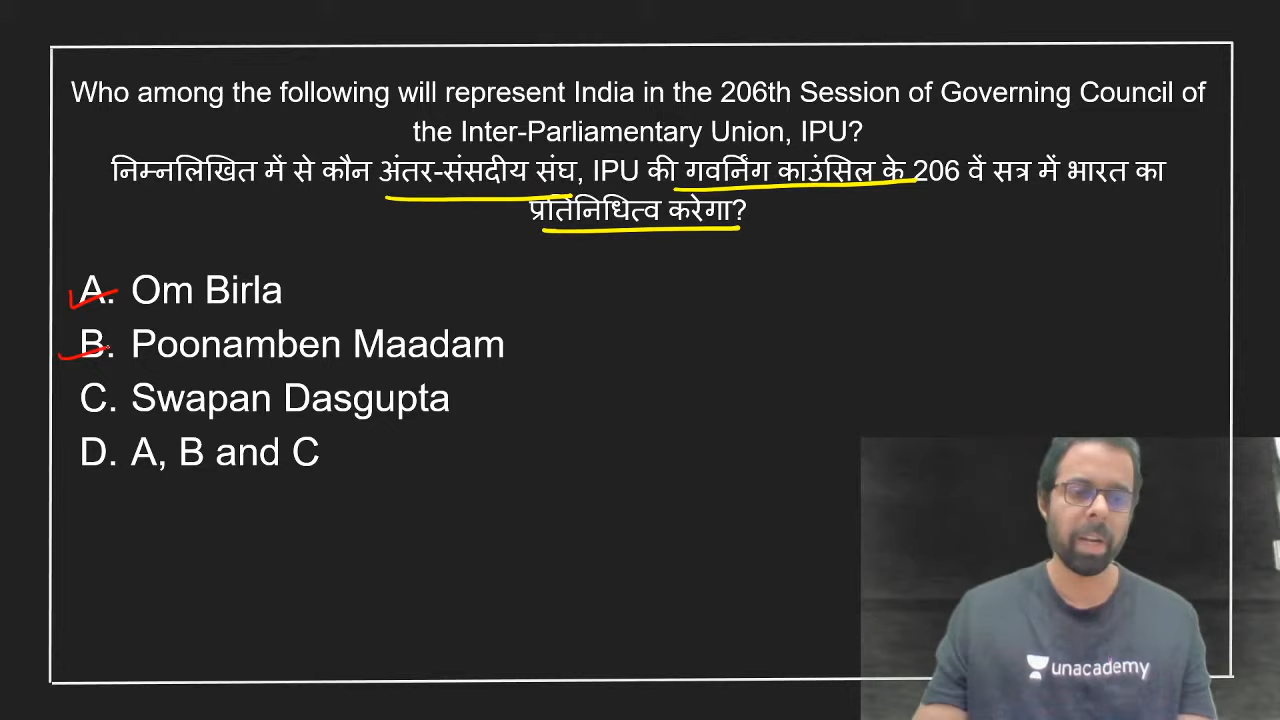 Who among the following will represent India in the 206th Session of Governing Council of
the Inter-Parliamentary Union, IPU?
निम्नलिखित में से कौन अंतर-संसदीय संघ, IPU की गवर्निंग काउंसिल के 206 वें सत्र में भारत का
प्रतिनिधित्व करेगा?
A. Om Birla
B. Poonamben Maadam
C. Swapan Dasgupta
D. A, B and C
unacademy